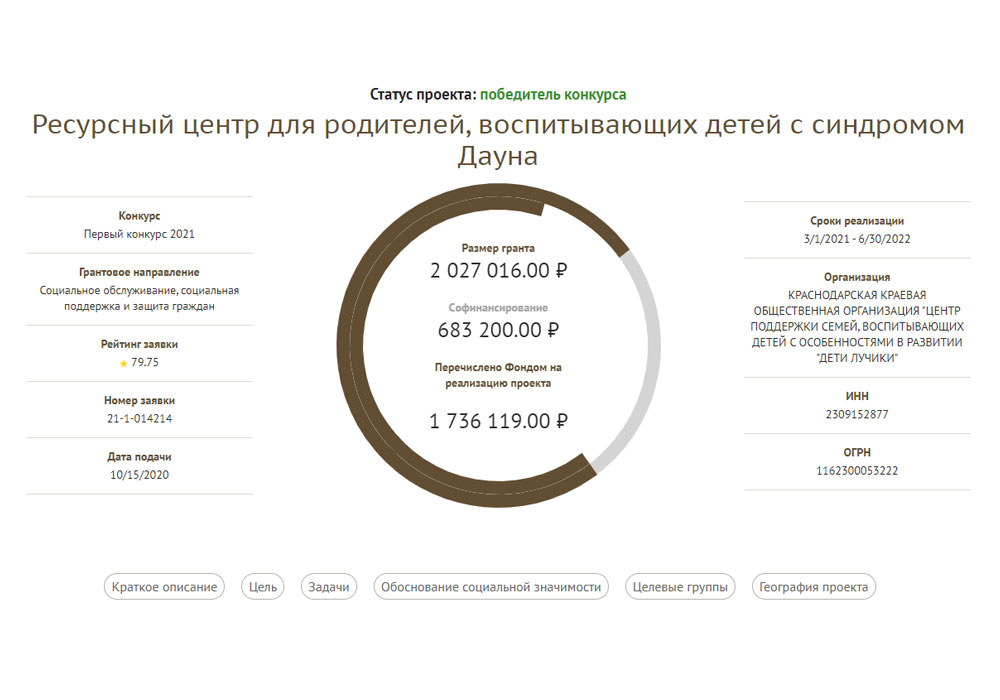 Статус проекта: победитель конкурса
Ресурсный центр для родителей, воспитывающих детей с синдромом
Дауна
Конкурс
Первый конкурс 2021
Грантовое направление
Социальное обслуживание, социальная
поддержка и защита граждан
Рейтинг заявки
79.75
Номер заявки
21-1-014214
Дата подачи
10/15/2020
Размер гранта
2 027 016.00 ₽
Cофинансирование
683 200.00 ₽
Перечислено Фондом на
реализацию проекта
1 736 119.00 ₽
Сроки реализации
3/1/2021 - 6/30/2022
Организация
КРАСНОДАРСКАЯ КРАЕВАЯ
ОБЩЕСТВЕННАЯ ОРГАНИЗАЦИЯ "ЦЕНТР
ПОДДЕРЖКИ СЕМЕЙ, ВОСПИТЫВАЮЩИХ
ДЕТЕЙ С ОСОБЕННОСТЯМИ В РАЗВИТИИ
"ДЕТИ ЛУЧИКИ"
ИНН
2309152877
ОГРН
1162300053222
Краткое описание
Цель
Задачи
Обоснование социальной значимости
Целевые группы
География проекта